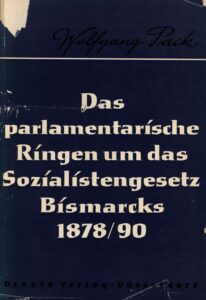 Wolfgang Pack
Das
parlamentarische
Ringen um das
Sozialistengesetz
Bismarcks
1878/90
Droste Verlag · Düsseldorf